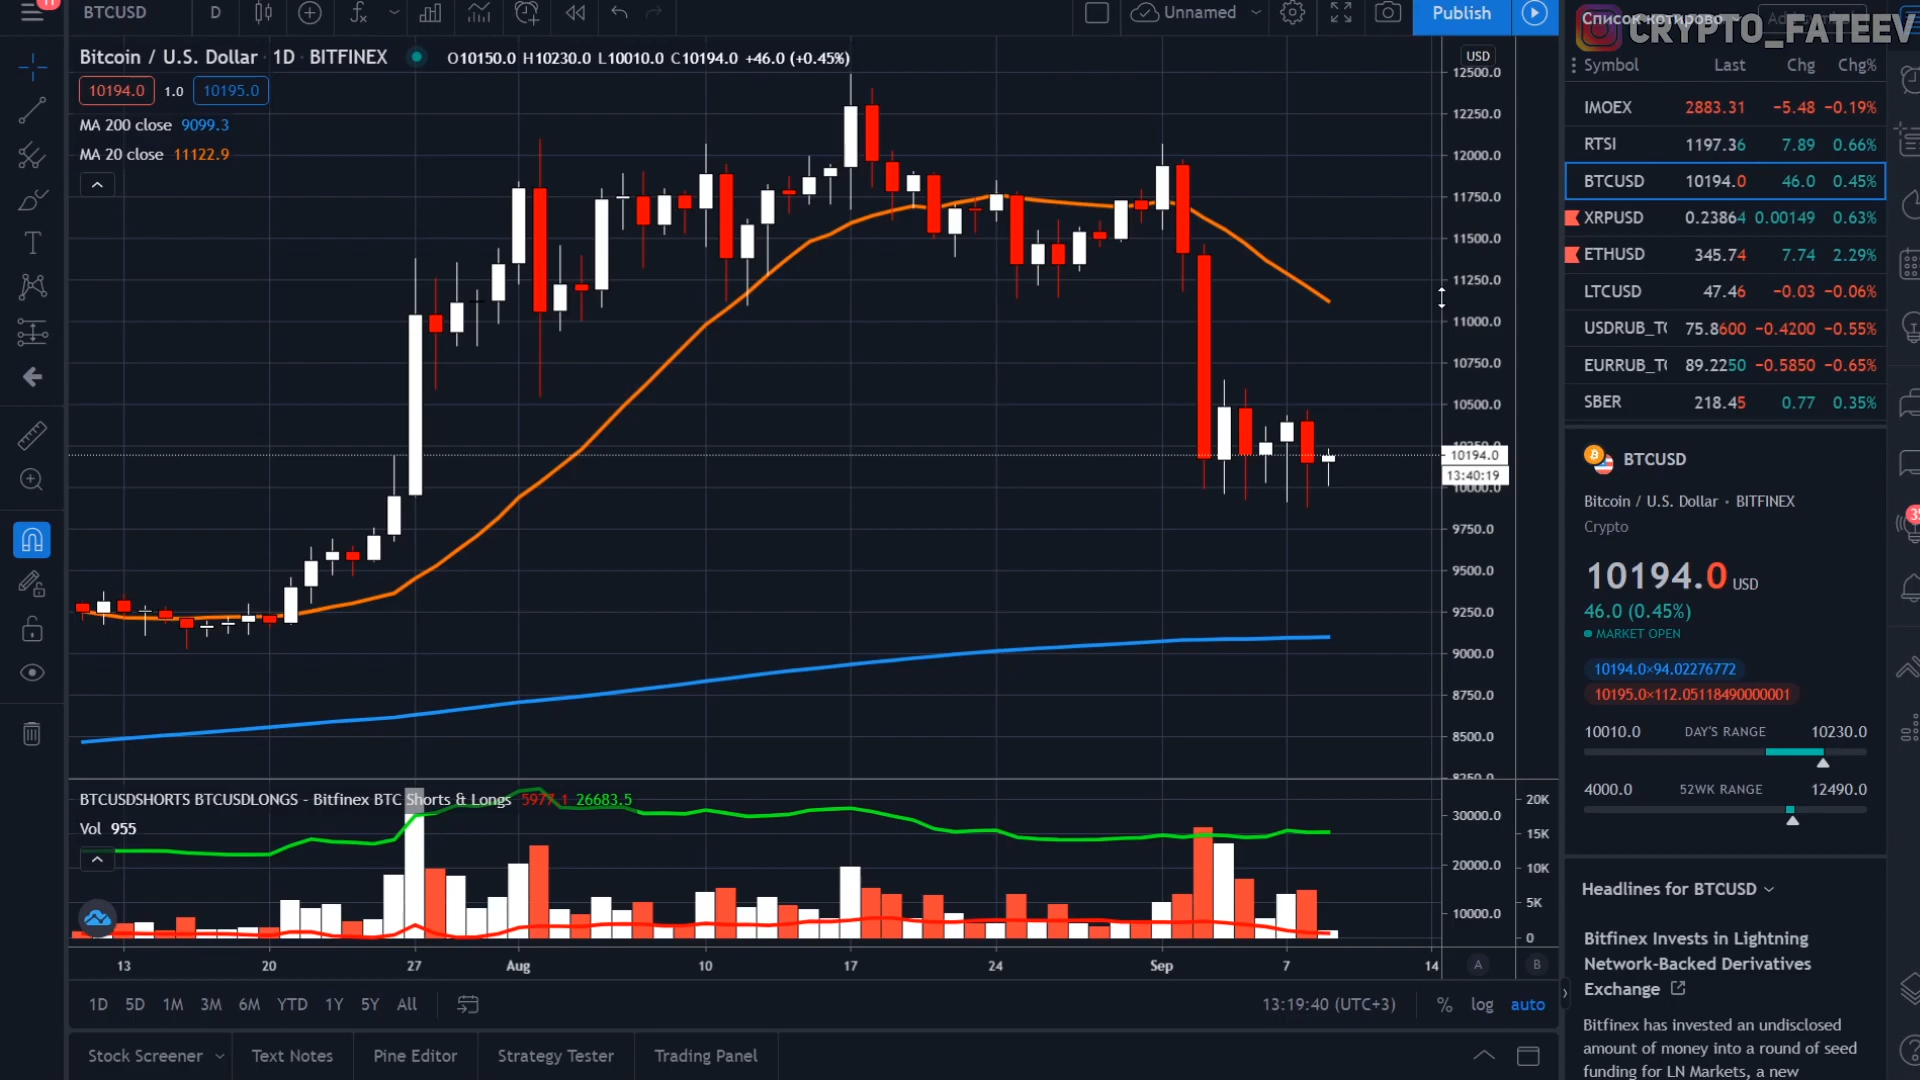 11
BTCUSD
D
Unnamed
Publish
CRYPTO_FATEEV
Список котирово
Bitcoin / U.S. Dollar · 1D · BITFINEX
O10150.0 H10230.0 L10010.0 C10194.0 +46.0 (+0.45%)
10194.0 1.0 10195.0
MA 200 close 9099.3
MA 20 close 11122.9
USD
12500.0
12250.0
12000.0
11750.0
11500.0
11250.0
11000.0
10750.0
10500.0
10250.0
10194.0
13:40:19
10000.0
9750.0
9500.0
9250.0
9000.0
8750.0
8500.0
8250.0
BTCUSDSHORTS BTCUSDLONGS - Bitfinex BTC Shorts & Longs 5977.1 26683.5
Vol 955
30000.0 20K
15K
20000.0 10K
5K
10000.0
0
13 20 27 Aug 10 17 24 Sep 7 14 A B
1D 5D 1M 3M 6M YTD 1Y 5Y All
13:19:40 (UTC+3) % log auto
Stock Screener Text Notes Pine Editor Strategy Tester Trading Panel
Symbol Last Chg Chg%
IMOEX 2883.31 −5.48 −0.19%
RTSI 1197.36 7.89 0.66%
BTCUSD 10194.0 46.0 0.45%
XRPUSD 0.23864 0.00149 0.63%
ETHUSD 345.74 7.74 2.29%
LTCUSD 47.46 −0.03 −0.06%
USDRUB_TO 75.8600 −0.4200 −0.55%
EURRUB_TO 89.2250 −0.5850 −0.65%
SBER 218.45 0.77 0.35%
BTCUSD
Bitcoin / U.S. Dollar · BITFINEX
Crypto
10194.0 USD
46.0 (0.45%)
MARKET OPEN
10194.0×94.02276772
10195.0×112.05118490000001
10010.0 DAY'S RANGE 10230.0
4000.0 52WK RANGE 12490.0
Headlines for BTCUSD
Bitfinex Invests in Lightning
Network-Backed Derivatives
Exchange
Bitfinex has invested an undisclosed
amount of money into a round of seed
funding for LN Markets, a new